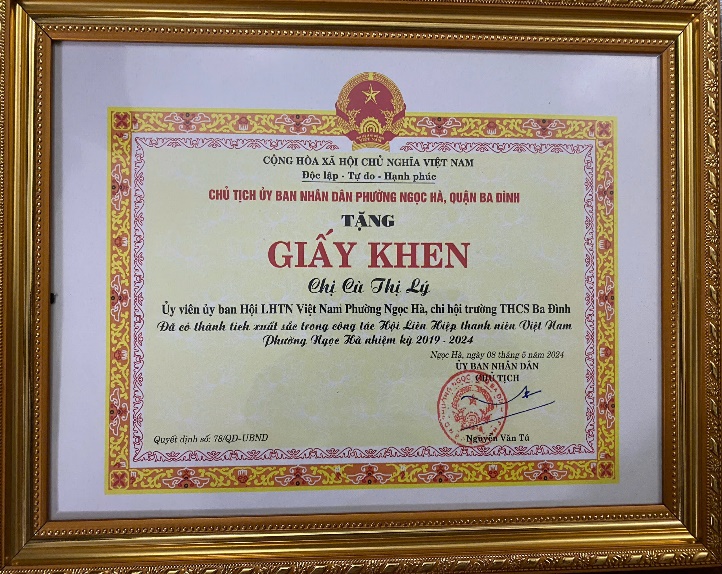 CỘNG HÒA XÃ HỘI CHỦ NGHĨA VIỆT NAM
Độc lập - Tự do - Hạnh phúc
CHỦ TỊCH ỦY BAN NHÂN DÂN PHƯỜNG NGỌC HÀ, QUẬN BA ĐÌNH
TẶNG
GIẤY KHEN
Chị Cù Thị Lý
Ủy viên ủy ban Hội LHTN Việt Nam Phường Ngọc Hà, chi hội trường THCS Ba Đình
Đã có thành tích xuất sắc trong công tác Hội Liên Hiệp thanh niên Việt Nam
Phường Ngọc Hà nhiệm kỳ 2019 - 2024
Ngọc Hà, ngày 08 tháng 5 năm 2024
ỦY BAN NHÂN DÂN
CHỦ TỊCH
Quyết định số: 78/QĐ-UBND
Nguyễn Văn Tú